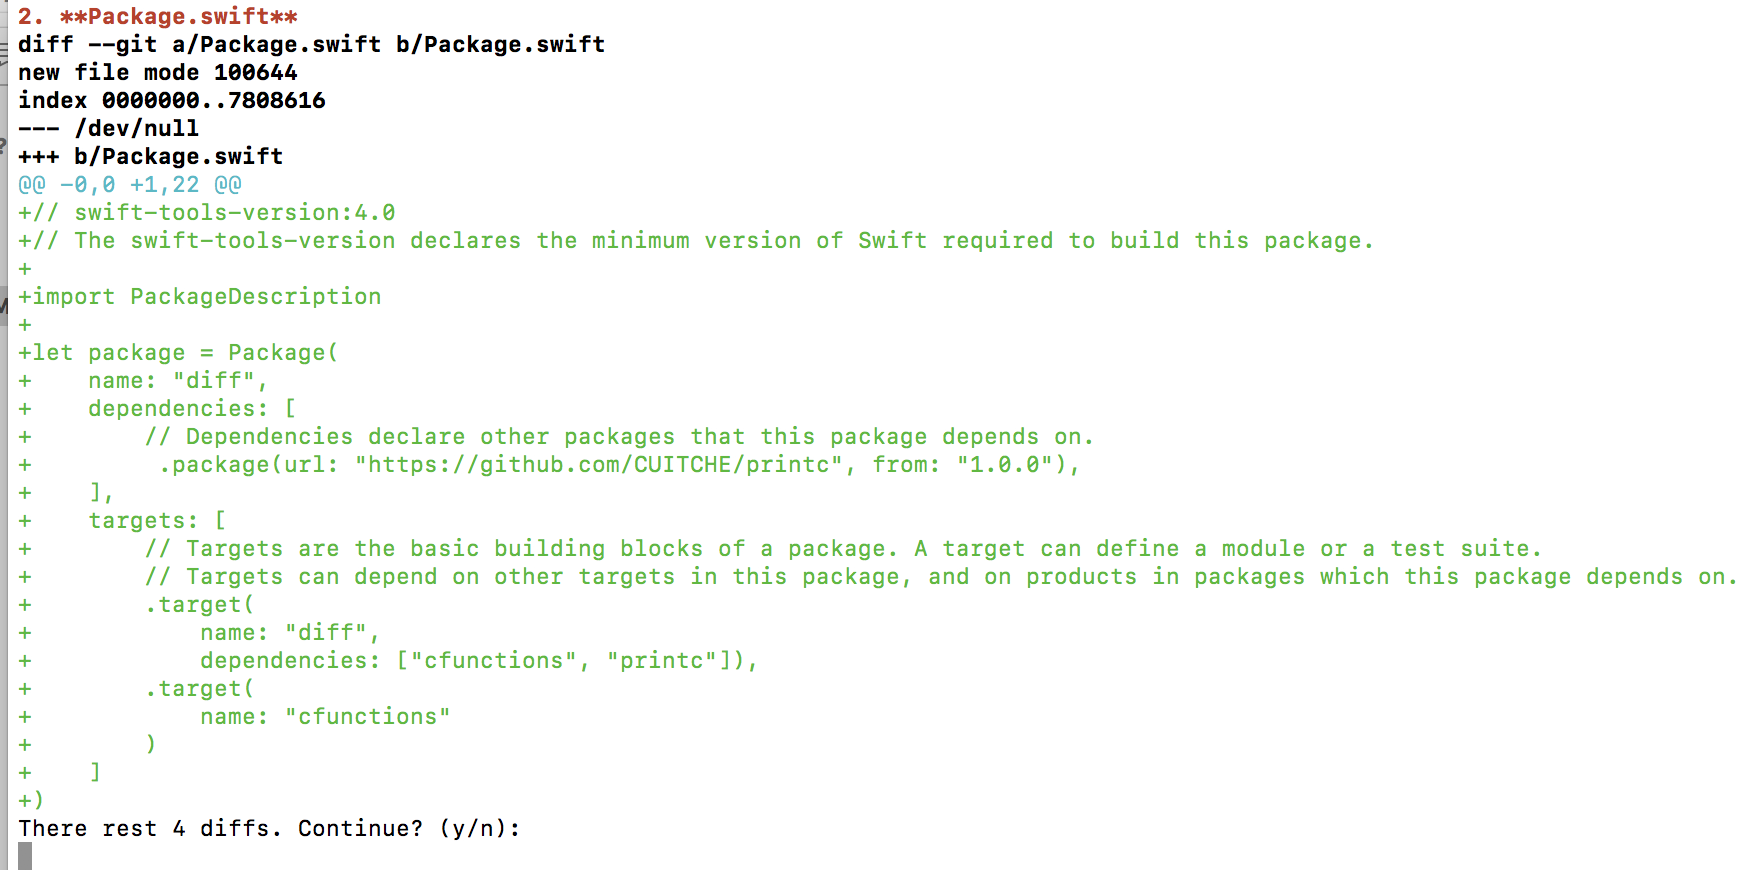 2. **Package.swift**
diff --git a/Package.swift b/Package.swift
new file mode 100644
index 0000000..7808616
--- /dev/null
+++ b/Package.swift
@@ -0,0 +1,22 @@
+// swift-tools-version:4.0
+// The swift-tools-version declares the minimum version of Swift required to build this package.
+
+import PackageDescription
+
+let package = Package(
+    name: "diff",
+    dependencies: [
+        // Dependencies declare other packages that this package depends on.
+         .package(url: "https://github.com/CUITCHE/printc", from: "1.0.0"),
+    ],
+    targets: [
+        // Targets are the basic building blocks of a package. A target can define a module or a test suite.
+        // Targets can depend on other targets in this package, and on products in packages which this package depends on.
+        .target(
+            name: "diff",
+            dependencies: ["cfunctions", "printc"]),
+        .target(
+            name: "cfunctions"
+        )
+    ]
+)
There rest 4 diffs. Continue? (y/n):